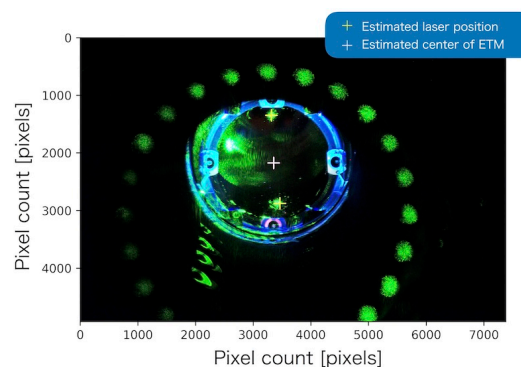 Estimated laser position
Estimated center of ETM
0
1000
2000
3000
4000
Pixel count [pixels]
0 1000 2000 3000 4000 5000 6000 7000
Pixel count [pixels]